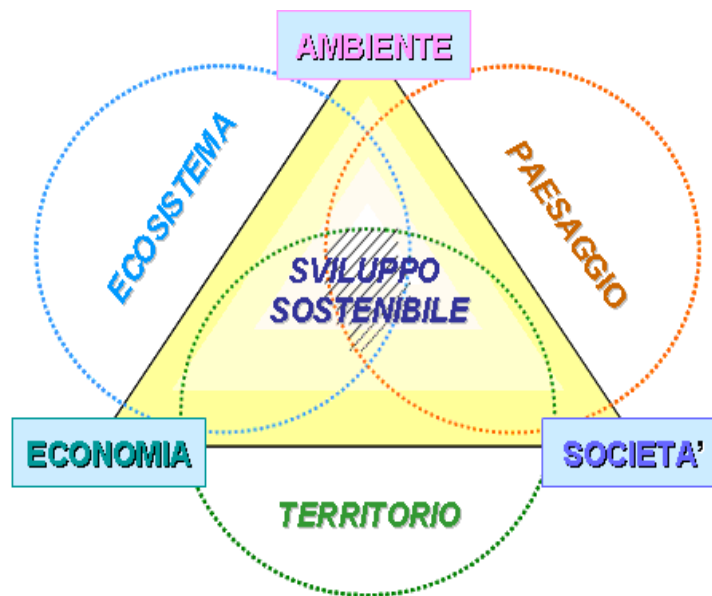 AMBIENTE
ECOSISTEMA
PAESAGGIO
SVILUPPO
SOSTENIBILE
ECONOMIA
SOCIETA'
TERRITORIO